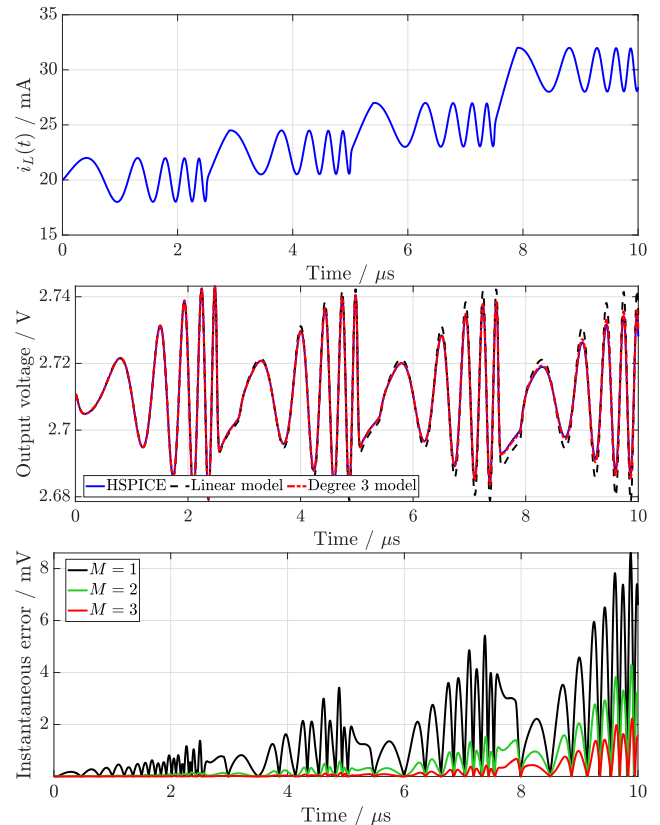 35
30
25
20
15
i_L(t) / mA
0 2 4 6 8 10
Time / μs
2.74
2.72
2.7
2.68
Output voltage / V
HSPICE Linear model Degree 3 model
0 2 4 6 8 10
Time / μs
8
6
4
2
Instantaneous error / mV
M = 1
M = 2
M = 3
0 2 4 6 8 10
Time / μs